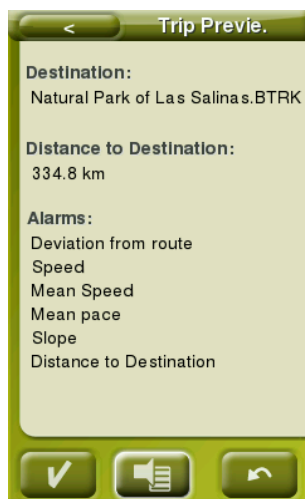 < Trip Previe.
Destination:
Natural Park of Las Salinas.BTRK
Distance to Destination:
334.8 km
Alarms:
Deviation from route
Speed
Mean Speed
Mean pace
Slope
Distance to Destination